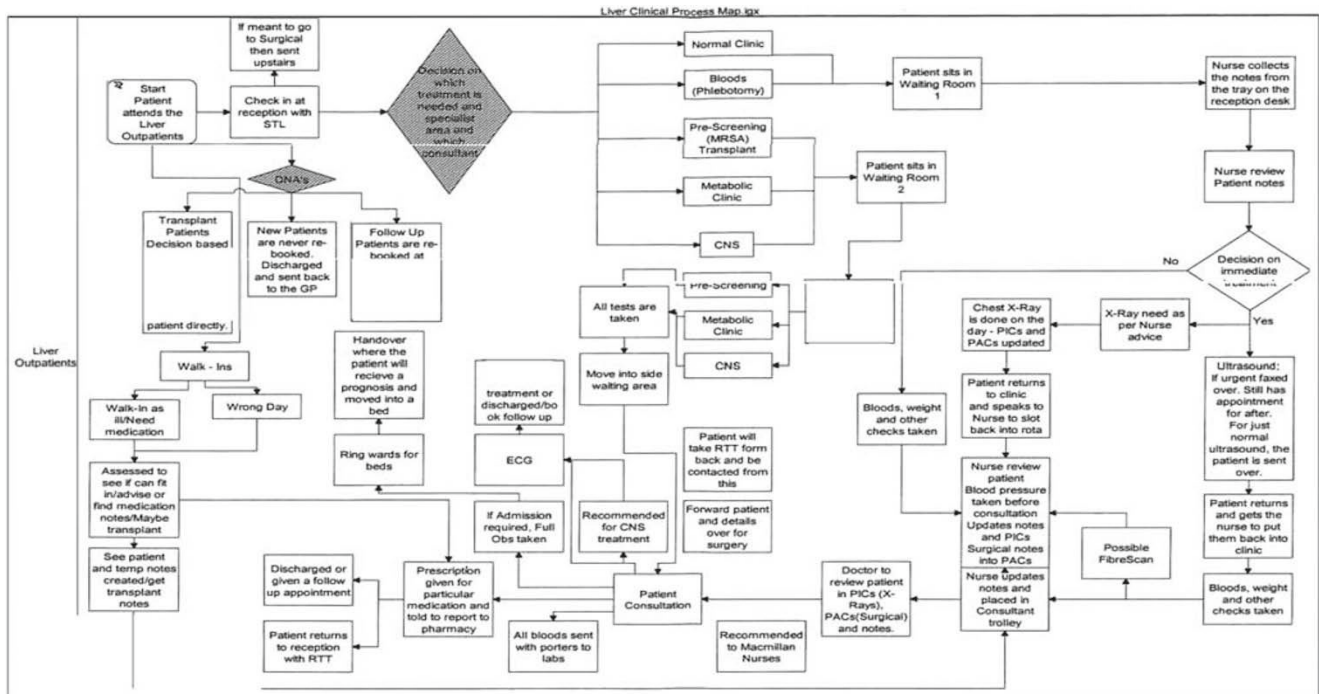 Liver Clinical Process Map.igx
Liver
Outpatients
Start
Patient
attends the
Liver
Outpatients
If meant to go
to Surgical
then sent
upstairs
Check in at
reception with
STL
Decision on
which
treatment is
needed and
specialist
area and
which
consultant
Normal Clinic
Bloods
(Phlebotomy)
Pre-Screening
(MRSA)
Transplant
Metabolic
Clinic
CNS
Patient sits in
Waiting Room
1
Patient sits in
Waiting Room
2
Nurse collects
the notes from
the tray on the
reception desk
Nurse review
Patient notes
Decision on
immediate
treatment
No
Yes
DNA's
Transplant
Patients
Decision based
patient directly.
New Patients
are never re-
booked.
Discharged
and sent back
to the GP
Follow Up
Patients are re-
booked at
Walk - Ins
Walk-In as
ill/Need
medication
Wrong Day
Assessed to
see if can fit
in/advise or
find medication
notes/Maybe
transplant
See patient
and temp notes
created/get
transplant
notes
Handover
where the
patient will
recieve a
prognosis and
moved into a
bed
Ring wards for
beds
If Admission
required, Full
Obs taken
treatment or
discharged/bo
ok follow up
ECG
Recommended
for CNS
treatment
All tests are
taken
Move into side
waiting area
Pre-Screening
Metabolic
Clinic
CNS
Patient will
take RTT form
back and be
contacted from
this
Forward patient
and details
over for
surgery
Bloods, weight
and other
checks taken
Chest X-Ray
is done on the
day - PICs and
PACs updated
X-Ray need as
per Nurse
advice
Patient returns
to clinic
and speaks to
Nurse to slot
back into rota
Ultrasound;
If urgent faxed
over. Still has
appointment
for after.
For just
normal
ultrasound, the
patient is sent
over.
Nurse review
patient
Blood pressure
taken before
consultation
Updates notes
and PICs
Surgical notes
into PACs
Nurse updates
notes and
placed in
Consultant
trolley
Possible
FibreScan
Patient returns
and gets the
nurse to put
them back into
clinic
Bloods, weight
and other
checks taken
Discharged or
given a follow
up appointment
Patient returns
to reception
with RTT
Prescription
given for
particular
medication and
told to report to
pharmacy
Patient
Consultation
All bloods sent
with porters to
labs
Recommended
to Macmillan
Nurses
Doctor to
review patient
in PICs (X-
Rays),
PACs(Surgical)
and notes.